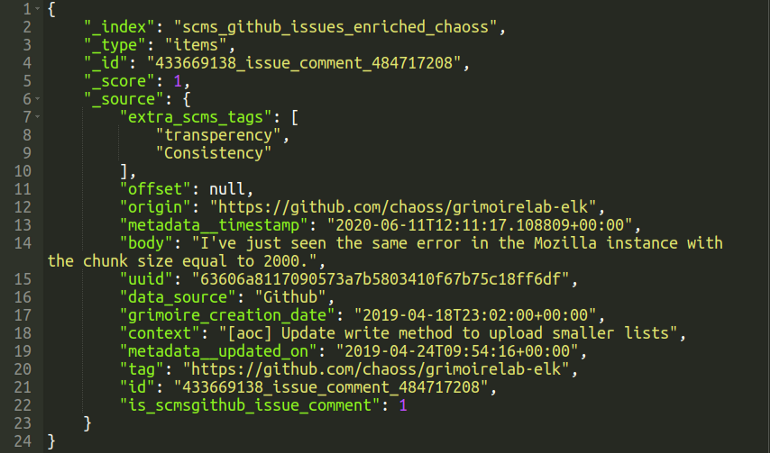 1 {
2 "_index": "scms_github_issues_enriched_chaoss",
3 "_type": "items",
4 "_id": "433669138_issue_comment_484717208",
5 "_score": 1,
6 "_source": {
7 "extra_scms_tags": [
8 "transperency",
9 "Consistency"
10 ],
11 "offset": null,
12 "origin": "https://github.com/chaoss/grimoirelab-elk",
13 "metadata__timestamp": "2020-06-11T12:11:17.108809+00:00",
14 "body": "I've just seen the same error in the Mozilla instance with
the chunk size equal to 2000.",
15 "uuid": "63606a8117090573a7b5803410f67b75c18ff6df",
16 "data_source": "Github",
17 "grimoire_creation_date": "2019-04-18T23:02:00+00:00",
18 "context": "[aoc] Update write method to upload smaller lists",
19 "metadata__updated_on": "2019-04-24T09:54:16+00:00",
20 "tag": "https://github.com/chaoss/grimoirelab-elk",
21 "id": "433669138_issue_comment_484717208",
22 "is_scmsgithub_issue_comment": 1
23 }
24 }